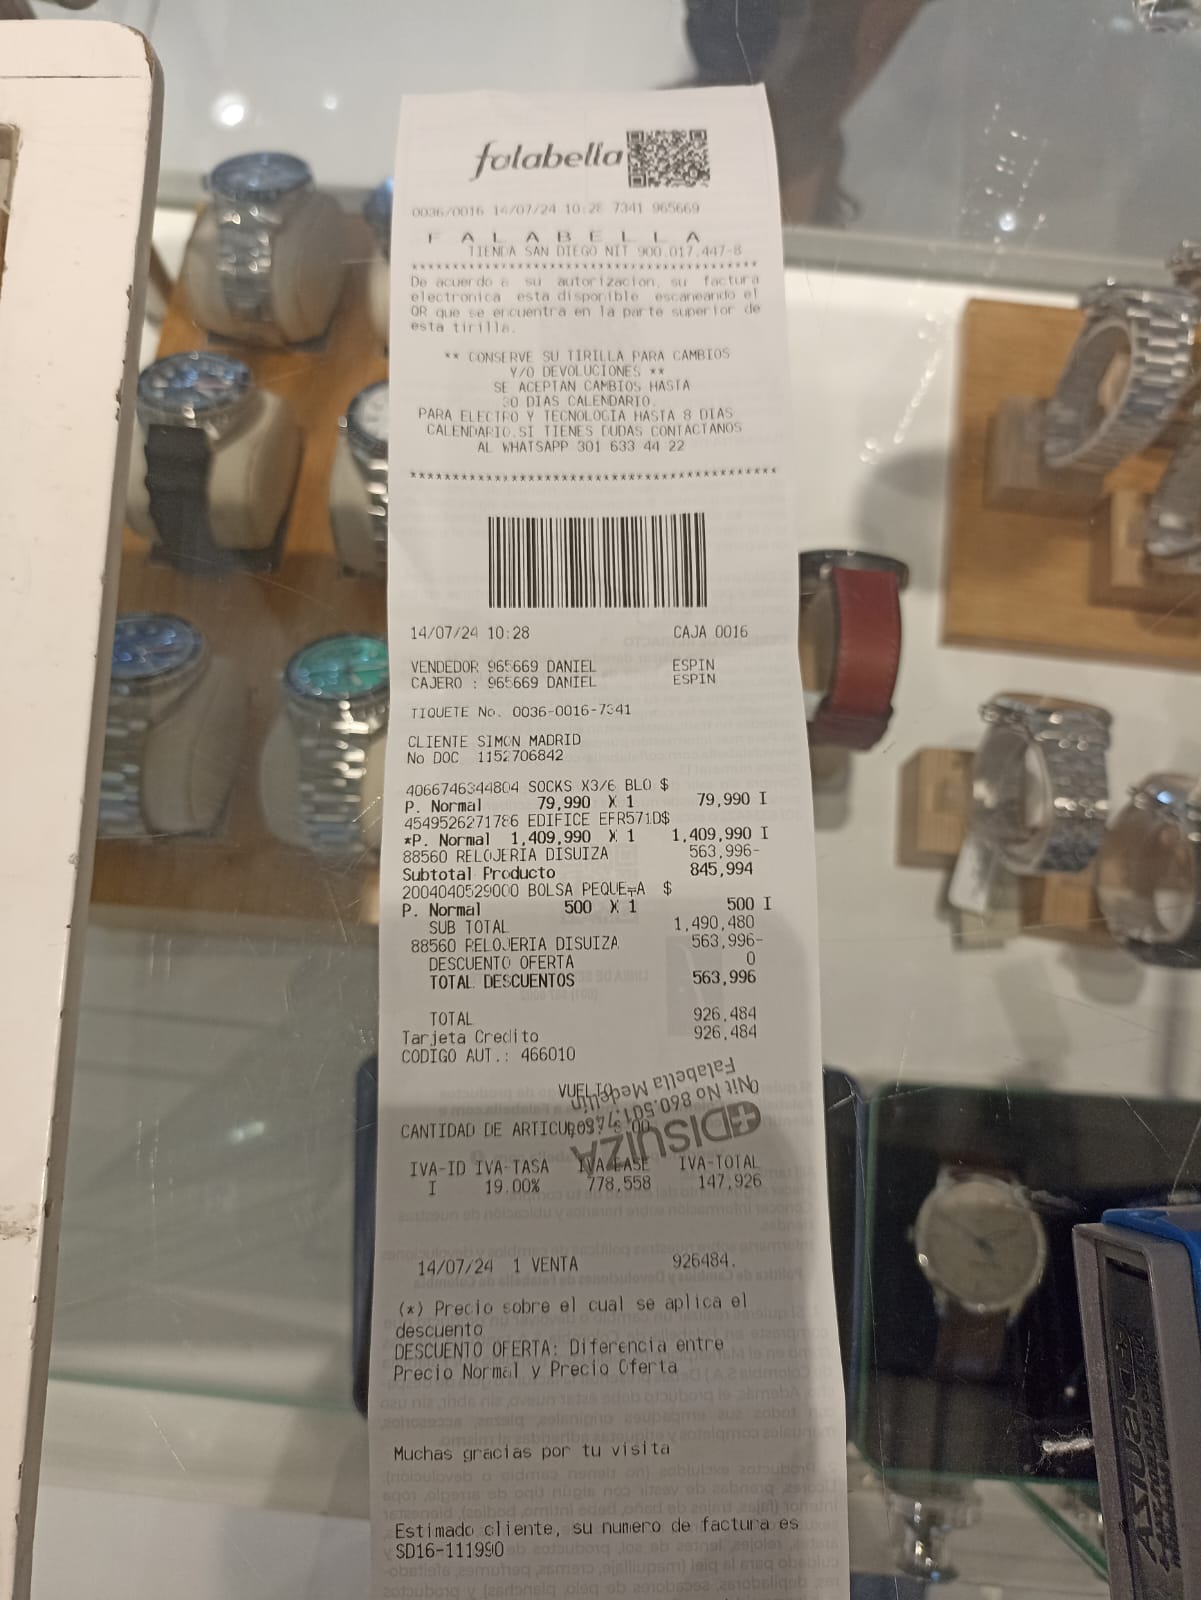 falabella
0036/0016 14/07/24 10:28 7341 965669
F A L A B E L L A
TIENDA SAN DIEGO NIT 900.017.447-8
************************************************
De acuerdo a su autorizacion, su factura
electronica esta disponible escaneando el
QR que se encuentra en la parte superior de
esta tirilla.
** CONSERVE SU TIRILLA PARA CAMBIOS
Y/O DEVOLUCIONES **
SE ACEPTAN CAMBIOS HASTA
30 DIAS CALENDARIO.
PARA ELECTRO Y TECNOLOGIA HASTA 8 DIAS
CALENDARIO.SI TIENES DUDAS CONTACTANOS
AL WHATSAPP 301 633 44 22
************************************************
14/07/24 10:28 CAJA 0016
VENDEDOR 965669 DANIEL ESPIN
CAJERO : 965669 DANIEL ESPIN
TIQUETE No. 0036-0016-7341
CLIENTE SIMON MADRID
No DOC 1152706842
4066746344804 SOCKS X3/6 BLO $
P. Normal 79,990 X 1 79,990 I
4549526271786 EDIFICE EFR571D$
*P. Normal 1,409,990 X 1 1,409,990 I
88560 RELOJERIA DISUIZA 563,996-
Subtotal Producto 845,994
2004040529000 BOLSA PEQUE¬A $
P. Normal 500 X 1 500 I
SUB TOTAL 1,490,480
88560 RELOJERIA DISUIZA 563,996-
DESCUENTO OFERTA 0
TOTAL DESCUENTOS 563,996
TOTAL 926,484
Tarjeta Credito 926,484
CODIGO AUT.: 466010
VUELTO
CANTIDAD DE ARTICULOS
DISUIZA
Nit No 860.501.
Falabella Medellin
IVA-ID IVA-TASA IVA-BASE IVA-TOTAL
I 19.00% 778,558 147,926
14/07/24 1 VENTA 926484.
(*) Precio sobre el cual se aplica el
descuento
DESCUENTO OFERTA: Diferencia entre
Precio Normal y Precio Oferta
Muchas gracias por tu visita
Estimado cliente, su numero de factura es
SD16-111990